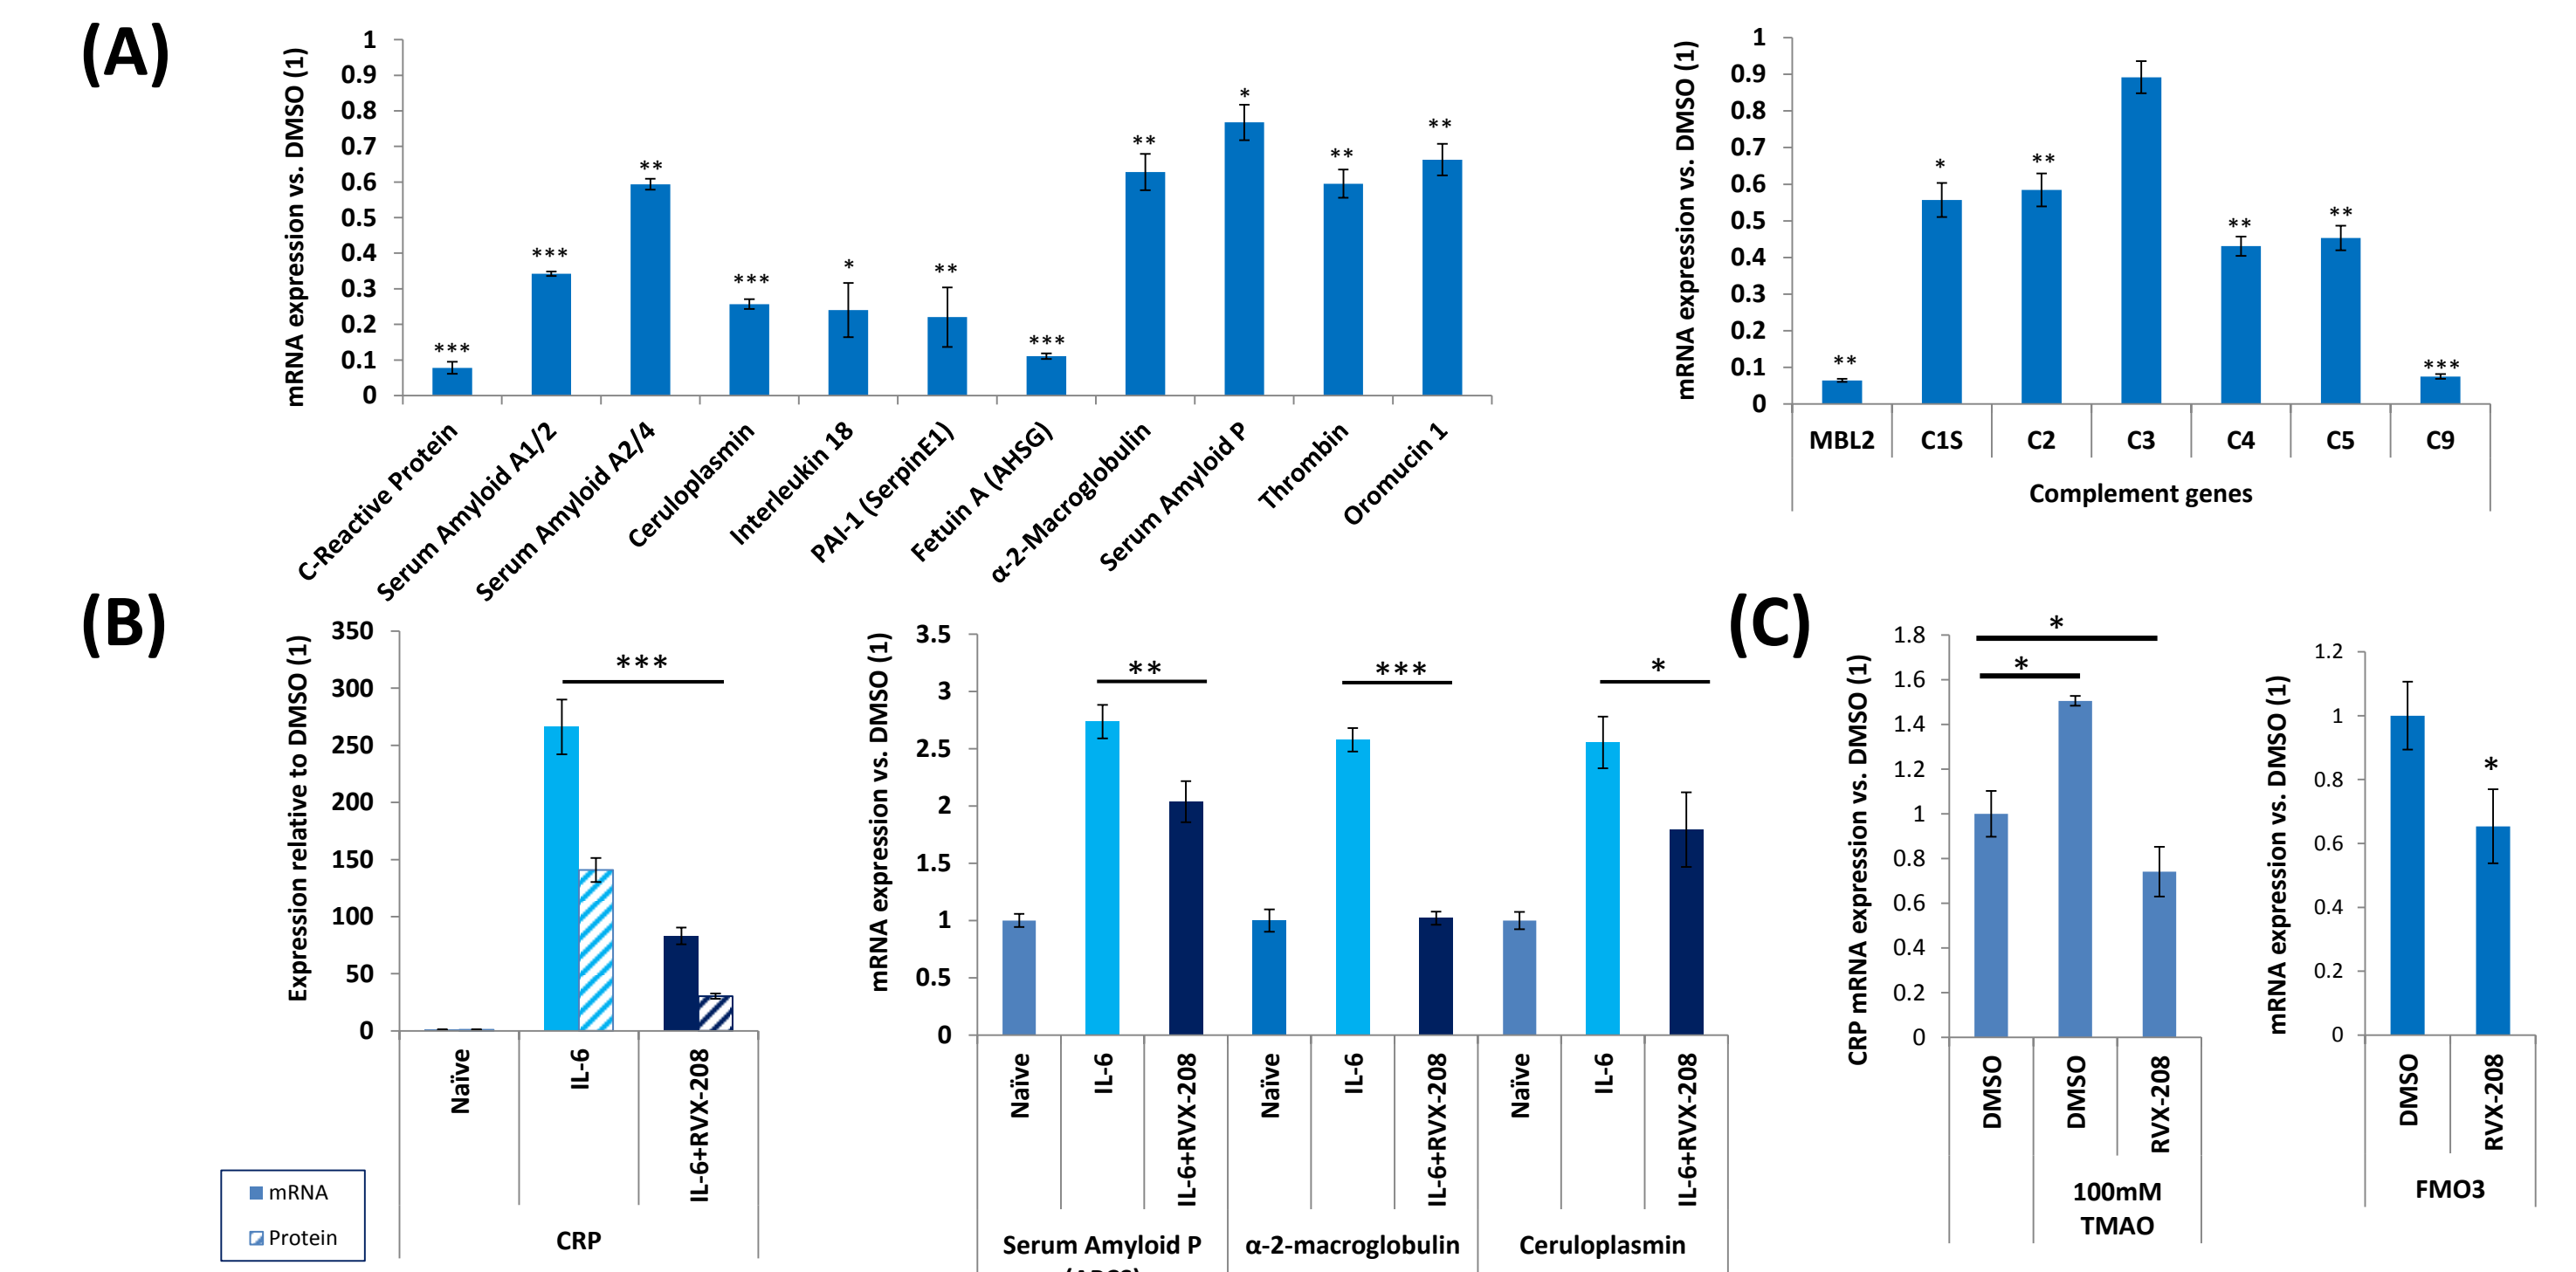 (A)
mRNA expression vs. DMSO (1)
1
0.9
0.8
0.7
0.6
0.5
0.4
0.3
0.2
0.1
0
***
***
**
***
*
**
***
**
*
**
**
C-Reactive Protein
Serum Amyloid A1/2
Serum Amyloid A2/4
Ceruloplasmin
Interleukin 18
PAI-1 (SerpinE1)
Fetuin A (AHSG)
α-2-Macroglobulin
Serum Amyloid P
Thrombin
Oromucin 1
mRNA expression vs. DMSO (1)
1
0.9
0.8
0.7
0.6
0.5
0.4
0.3
0.2
0.1
0
**
*
**
**
**
***
MBL2
C1S
C2
C3
C4
C5
C9
Complement genes
(B)
Expression relative to DMSO (1)
350
300
250
200
150
100
50
0
***
Naïve
IL-6
IL-6+RVX-208
CRP
mRNA
Protein
mRNA expression vs. DMSO (1)
3.5
3
2.5
2
1.5
1
0.5
0
**
***
*
Naïve
IL-6
IL-6+RVX-208
Naïve
IL-6
IL-6+RVX-208
Naïve
IL-6
IL-6+RVX-208
Serum Amyloid P
α-2-macroglobulin
Ceruloplasmin
(C)
CRP mRNA expression vs. DMSO (1)
1.8
1.6
1.4
1.2
1
0.8
0.6
0.4
0.2
0
*
*
DMSO
DMSO
RVX-208
100mM
TMAO
mRNA expression vs. DMSO (1)
1.2
1
0.8
0.6
0.4
0.2
0
*
DMSO
RVX-208
FMO3